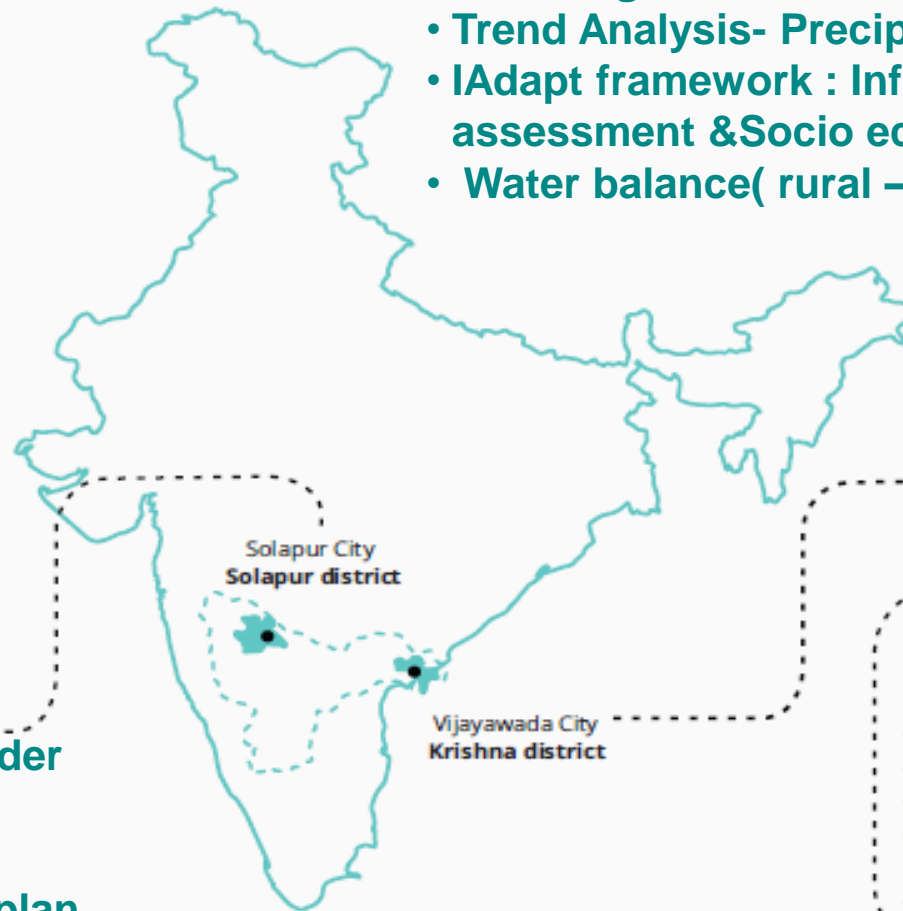 • Trend Analysis- Precip
• IAdapt framework : Inf
assessment &Socio ec
• Water balance( rural –
Solapur City
Solapur district
Vijayawada City
Krishna district
der
plan